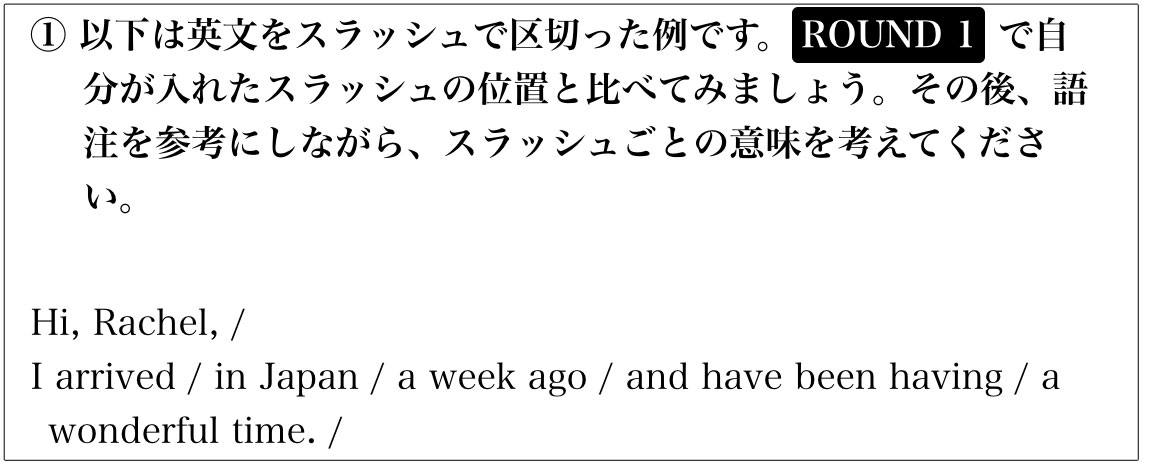 ① 以下は英文をスラッシュで区切った例です。 ROUND 1 で自
分が入れたスラッシュの位置と比べてみましょう。その後、語
注を参考にしながら、スラッシュごとの意味を考えてくださ
い。
Hi, Rachel, /
I arrived / in Japan / a week ago / and have been having / a
wonderful time. /